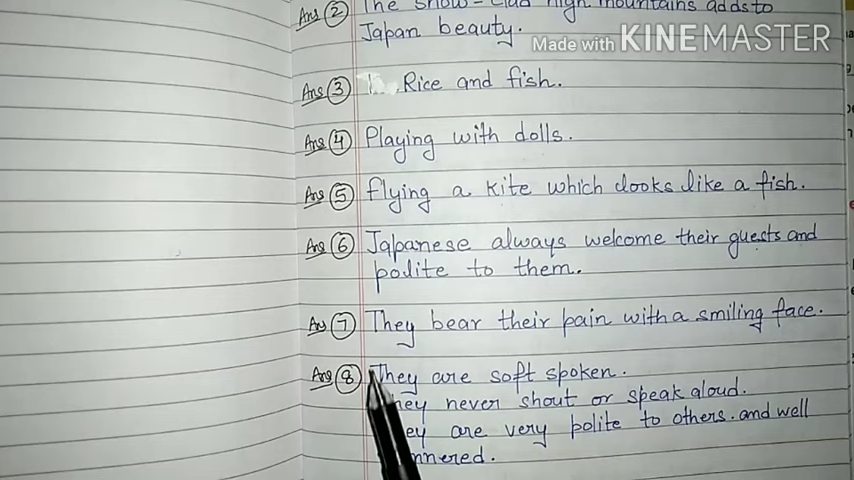 Ans 2 The snow-clad high mountains adds to
Japan beauty.
Made with KINEMASTER
Ans 3 Rice and fish.
Ans 4 Playing with dolls.
Ans 5 flying a kite which looks like a fish.
Ans 6 Japanese always welcome their guests and
polite to them.
Ans 7 They bear their pain with a smiling face.
Ans 8 They are soft spoken.
They never shout or speak aloud.
They are very polite to others. and well
mannered.